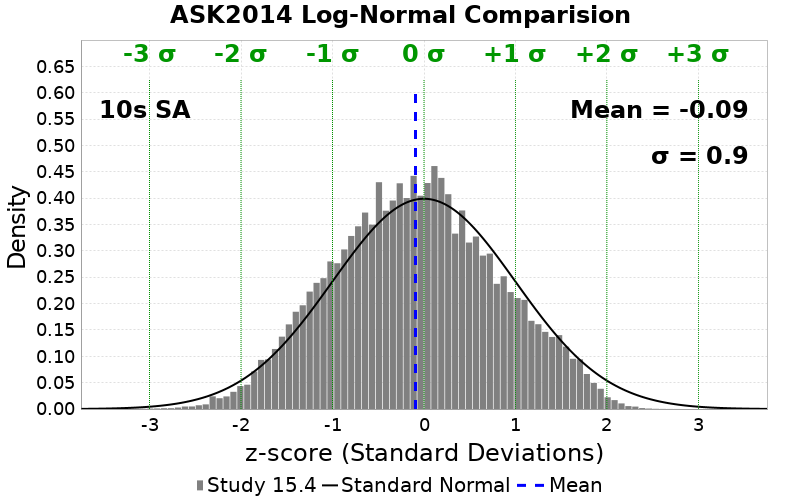 ASK2014 Log-Normal Comparision
-3 σ -2 σ -1 σ 0 σ +1 σ +2 σ +3 σ
10s SA
Mean = -0.09
σ = 0.9
Density
0.65
0.60
0.55
0.50
0.45
0.40
0.35
0.30
0.25
0.20
0.15
0.10
0.05
0.00
-3 -2 -1 0 1 2 3
z-score (Standard Deviations)
Study 15.4 Standard Normal Mean